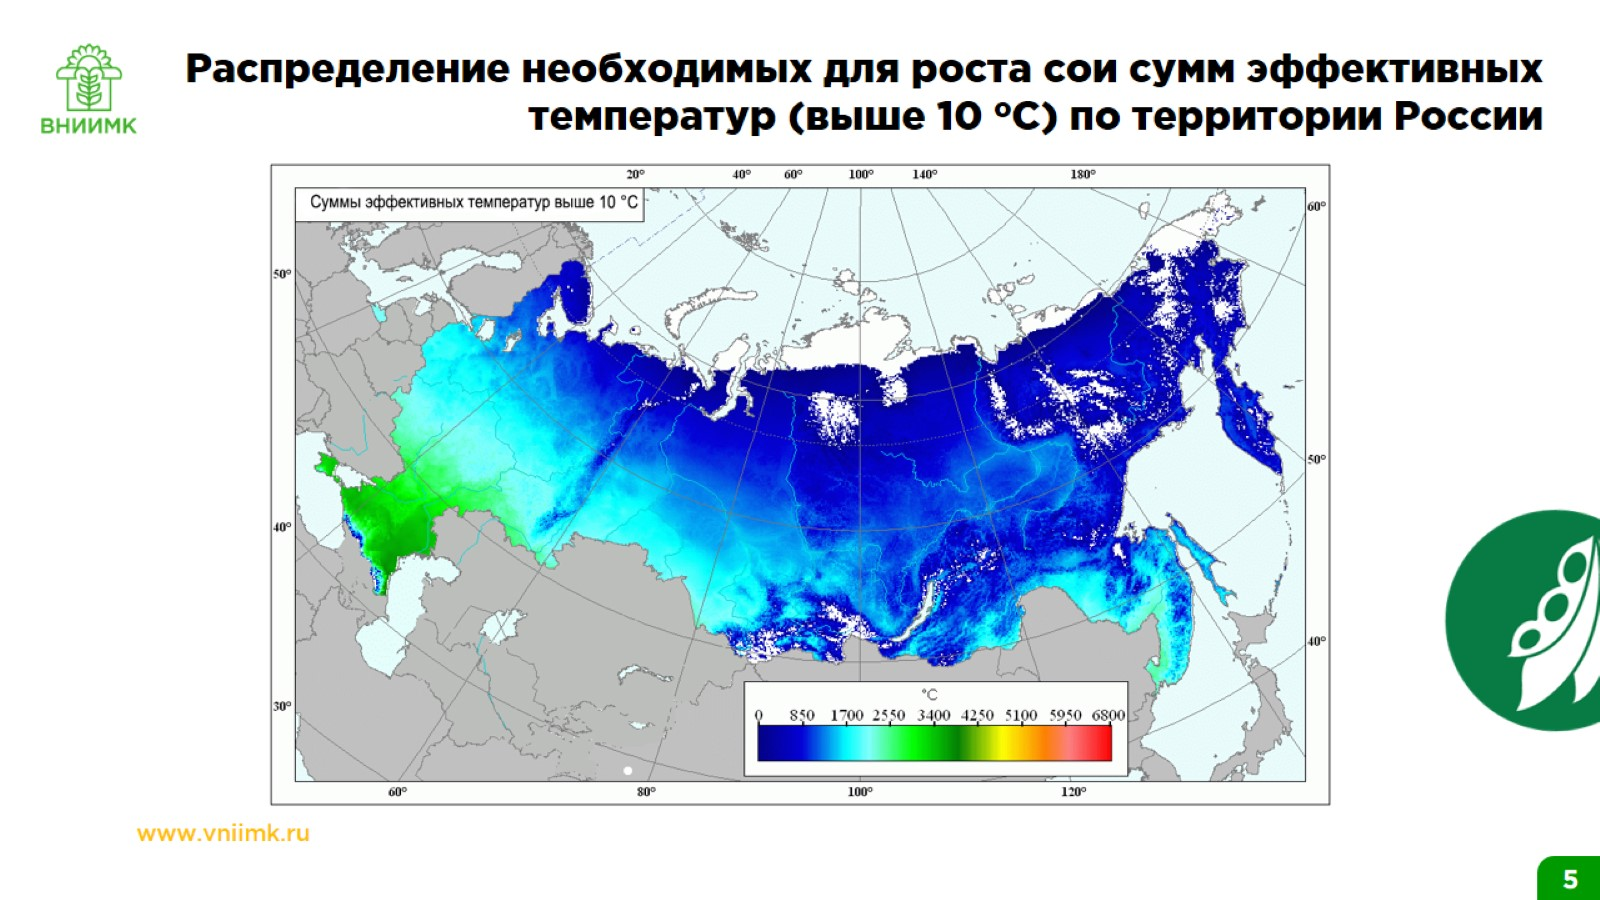 ВНИИМК
Распределение необходимых для роста сои сумм эффективных
температур (выше 10 °C) по территории России
20° 40° 60° 100° 140° 180°
Суммы эффективных температур выше 10 °C
60°
50°
50°
40°
40°
30°
°C
0 850 1700 2550 3400 4250 5100 5950 6800
60° 80° 100° 120°
www.vniimk.ru
5